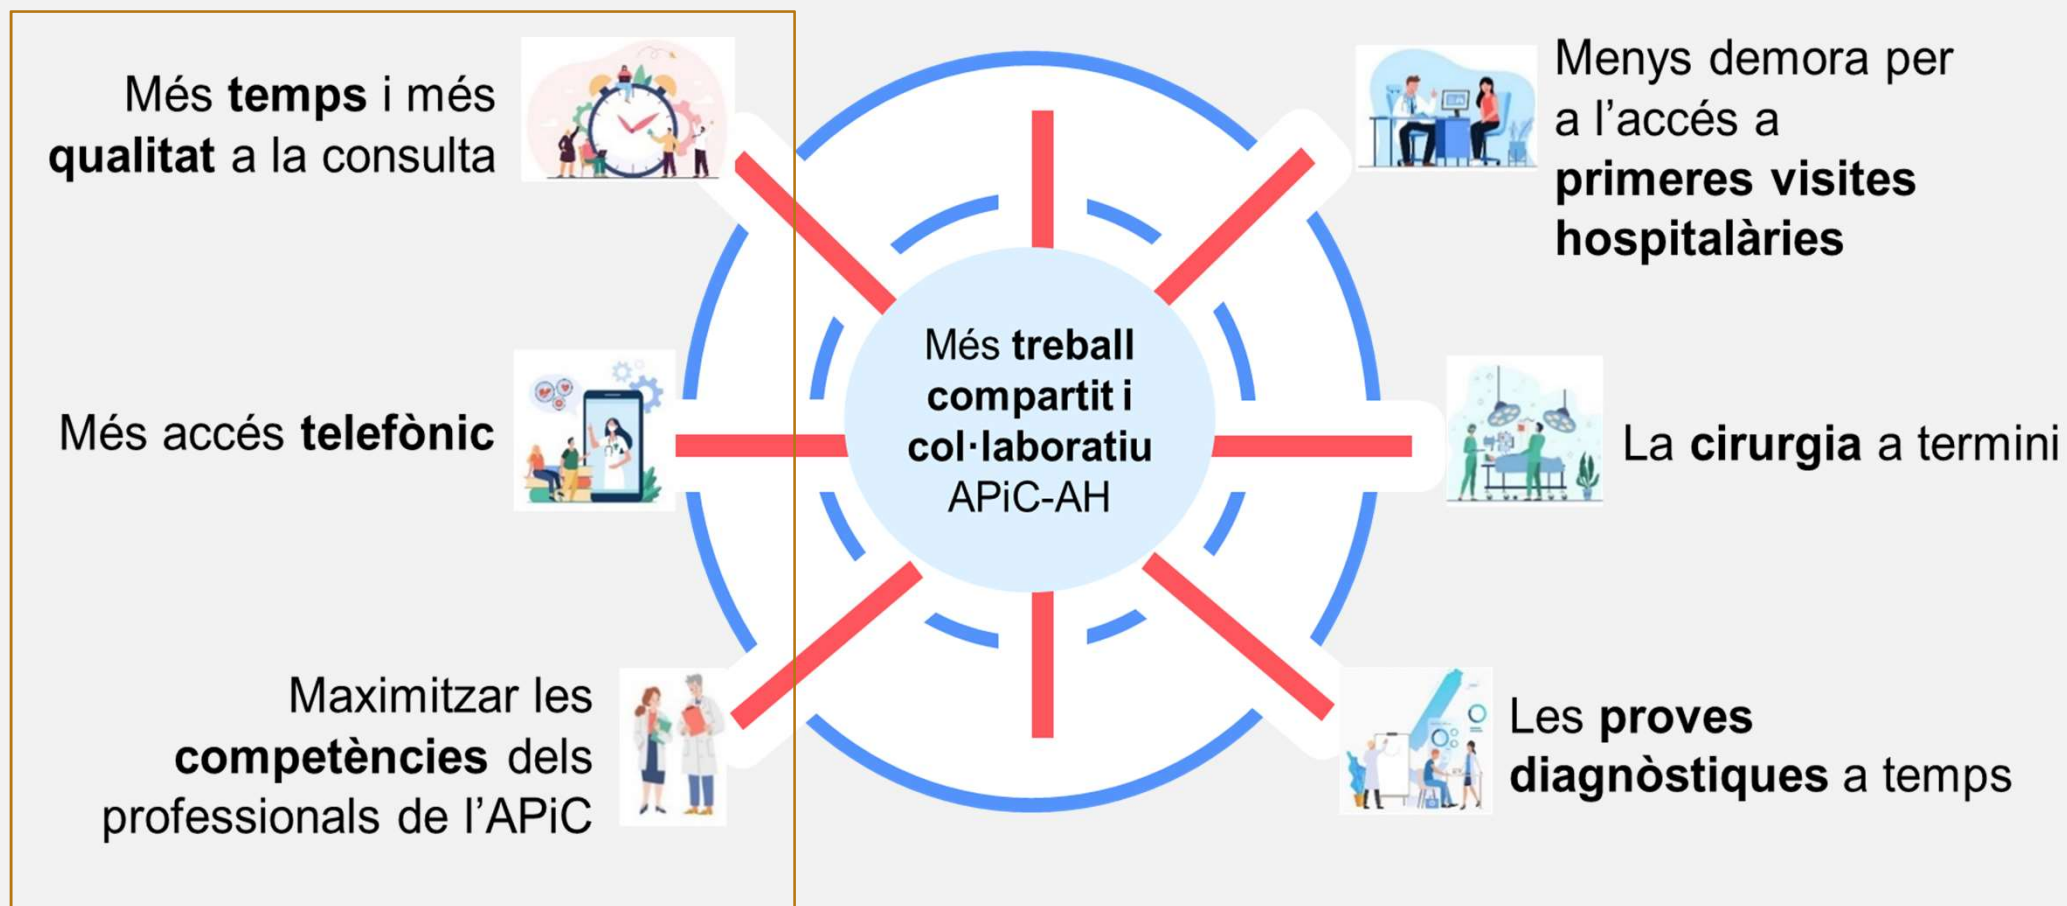 Més temps i més
qualitat a la consulta
Més accés telefònic
Maximitzar les
competències dels
professionals de l’APiC
Més treball
compartit i
col·laboratiu
APiC-AH
Menys demora per
a l’accés a
primeres visites
hospitalàries
La cirurgia a termini
Les proves
diagnòstiques a temps